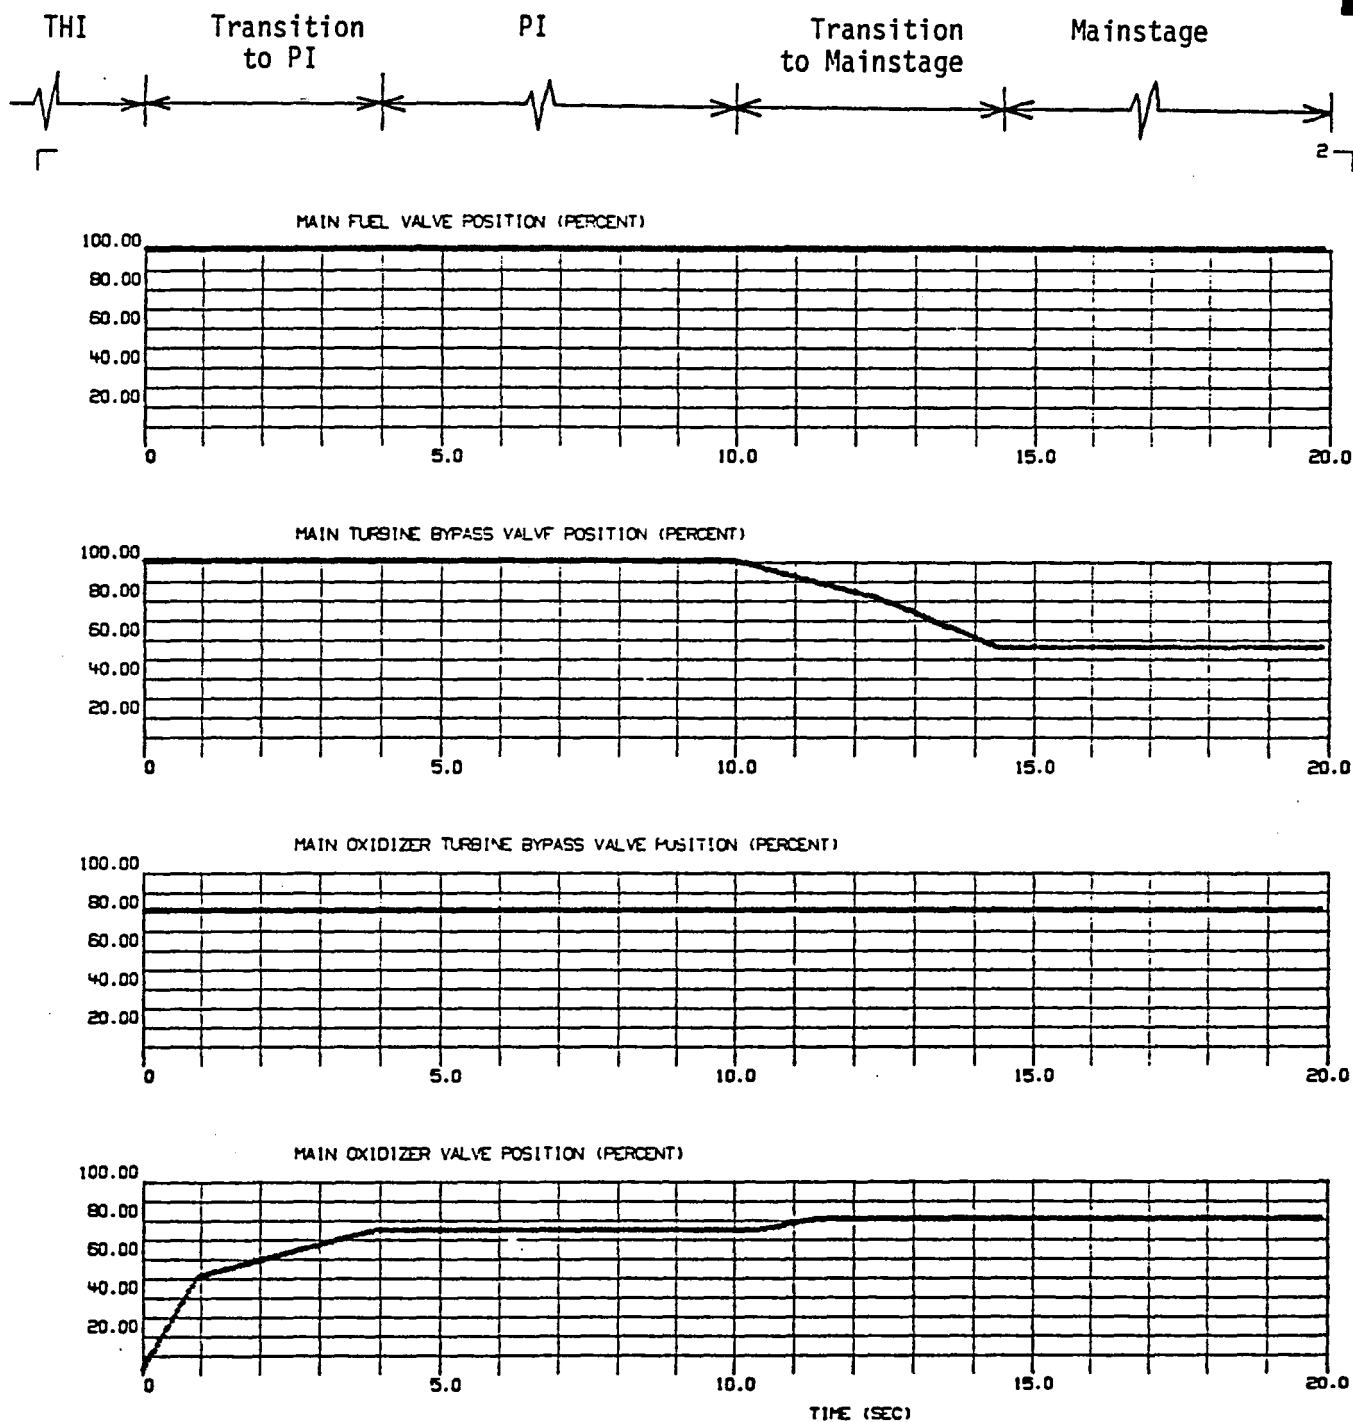 THI Transition PI Transition Mainstage
to PI to Mainstage
2
MAIN FUEL VALVE POSITION (PERCENT)
100.00
80.00
60.00
40.00
20.00
0 5.0 10.0 15.0 20.0
MAIN TURBINE BYPASS VALVE POSITION (PERCENT)
100.00
80.00
60.00
40.00
20.00
0 5.0 10.0 15.0 20.0
MAIN OXIDIZER TURBINE BYPASS VALVE POSITION (PERCENT)
100.00
80.00
60.00
40.00
20.00
0 5.0 10.0 15.0 20.0
MAIN OXIDIZER VALVE POSITION (PERCENT)
100.00
80.00
60.00
40.00
20.00
0 5.0 10.0 15.0 20.0
TIME (SEC)